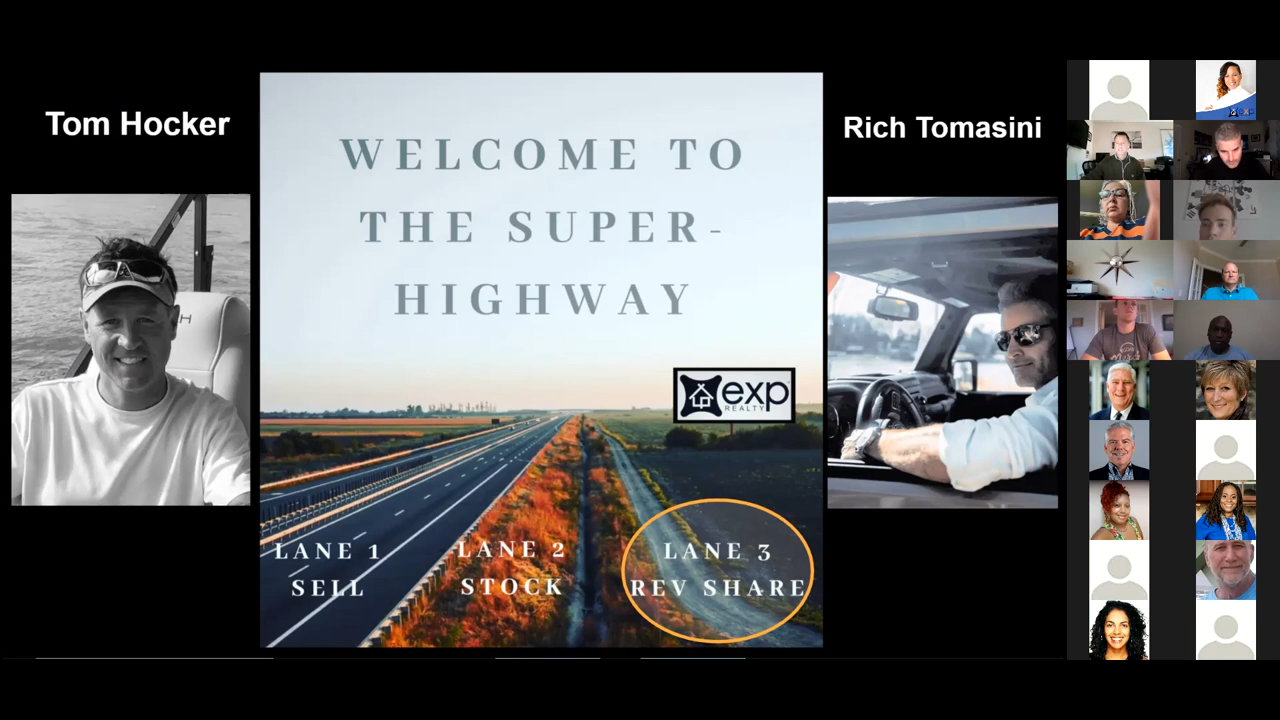 Tom Hocker
WELCOME TO
THE SUPER-
HIGHWAY
Rich Tomasini
exp
REALTY
LANE 1
SELL
LANE 2
STOCK
LANE 3
REV SHARE
exp